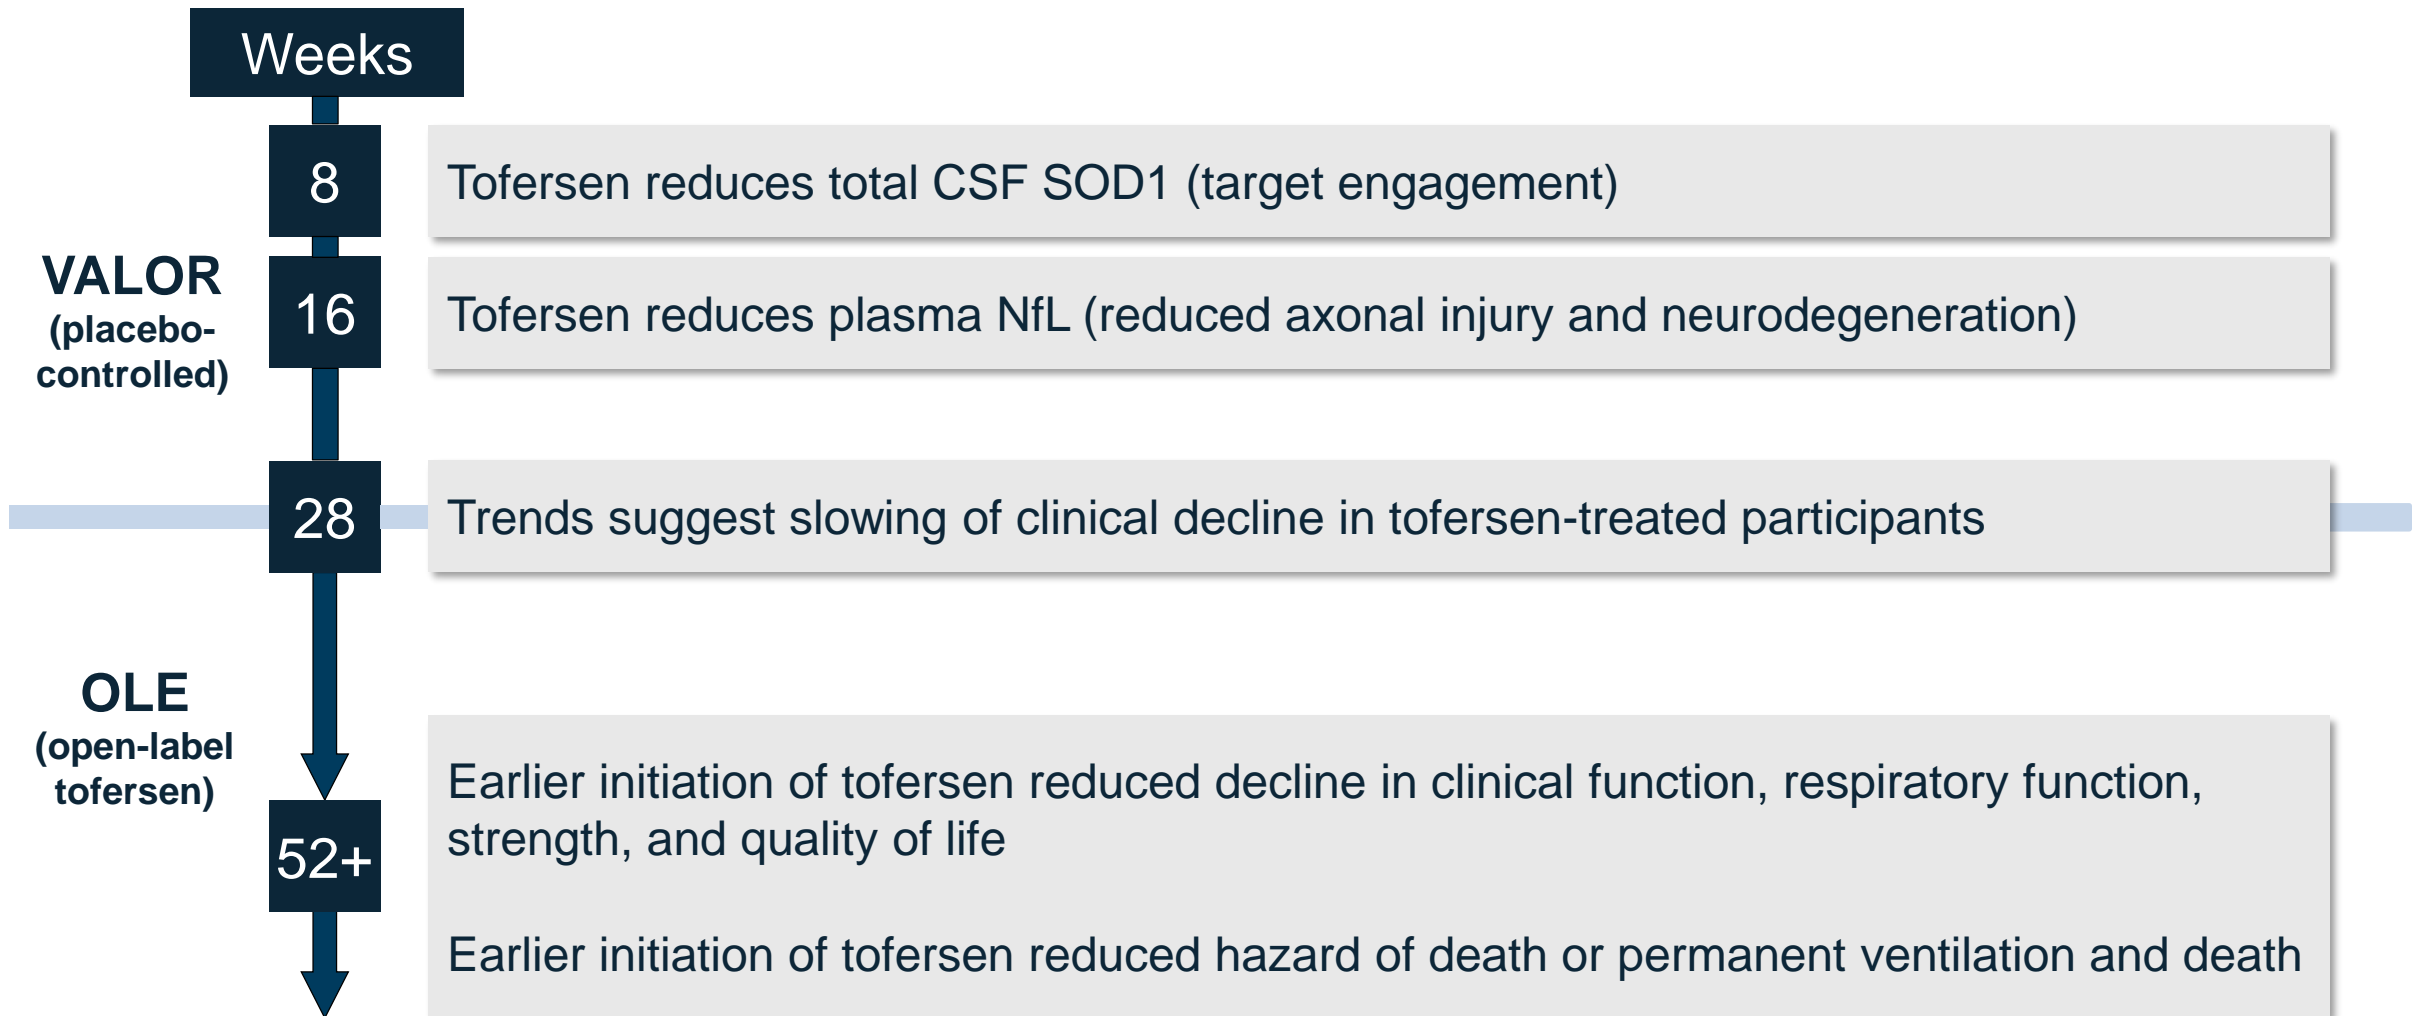 Weeks
8
Tofersen reduces total CSF SOD1 (target engagement)
VALOR
(placebo-
controlled)
16
Tofersen reduces plasma NfL (reduced axonal injury and neurodegeneration)
28
Trends suggest slowing of clinical decline in tofersen-treated participants
OLE
(open-label
tofersen)
52+
Earlier initiation of tofersen reduced decline in clinical function, respiratory function,
strength, and quality of life
Earlier initiation of tofersen reduced hazard of death or permanent ventilation and death